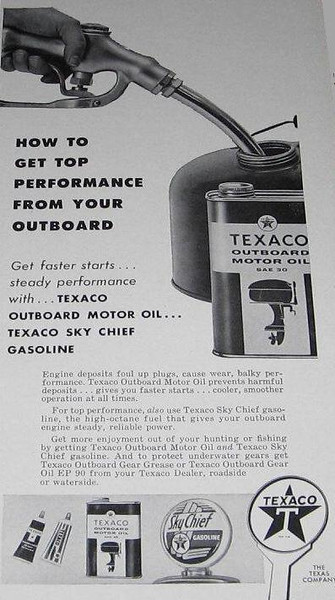 HOW TO
GET TOP
PERFORMANCE
FROM YOUR
OUTBOARD
TEXACO
OUTBOARD
MOTOR OIL
SAE 30
Get faster starts . . .
steady performance
with . . . TEXACO
OUTBOARD MOTOR OIL . . .
TEXACO SKY CHIEF
GASOLINE
Engine deposits foul up plugs, cause wear, balky per-
formance. Texaco Outboard Motor Oil prevents harmful
deposits . . . gives you faster starts . . . cooler, smoother
operation at all times.
For top performance, also use Texaco Sky Chief gaso-
line, the high-octane fuel that gives your outboard
engine steady, reliable power.
Get more enjoyment out of your hunting or fishing
by getting Texaco Outboard Motor Oil and Texaco Sky
Chief gasoline. And to protect underwater gears get
Texaco Outboard Gear Grease or Texaco Outboard Gear
Oil EP 90 from your Texaco Dealer, roadside
or waterside.
TEXACO
OUTBOARD
MOTOR OIL
Sky Chief
GASOLINE
TEXACO
T
THE
TEXAS
COMPANY